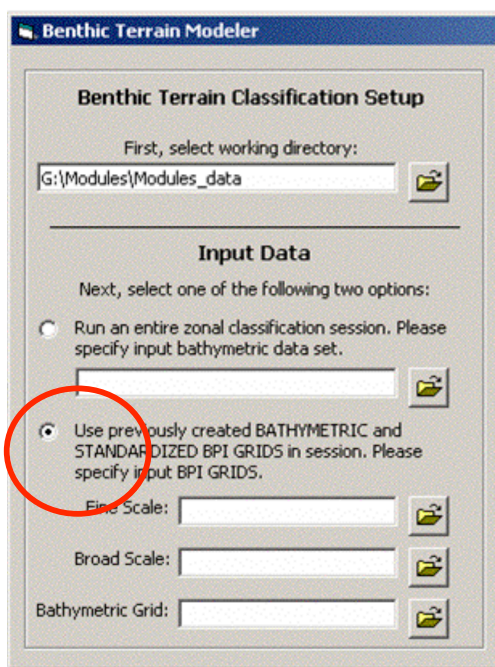 Benthic Terrain Modeler
Benthic Terrain Classification Setup
First, select working directory:
G:\Modules\Modules_data
Input Data
Next, select one of the following two options:
Run an entire zonal classification session. Please
specify input bathymetric data set.
Use previously created BATHYMETRIC and
STANDARDIZED BPI GRIDS in session. Please
specify input BPI GRIDS.
Fine Scale:
Broad Scale:
Bathymetric Grid: